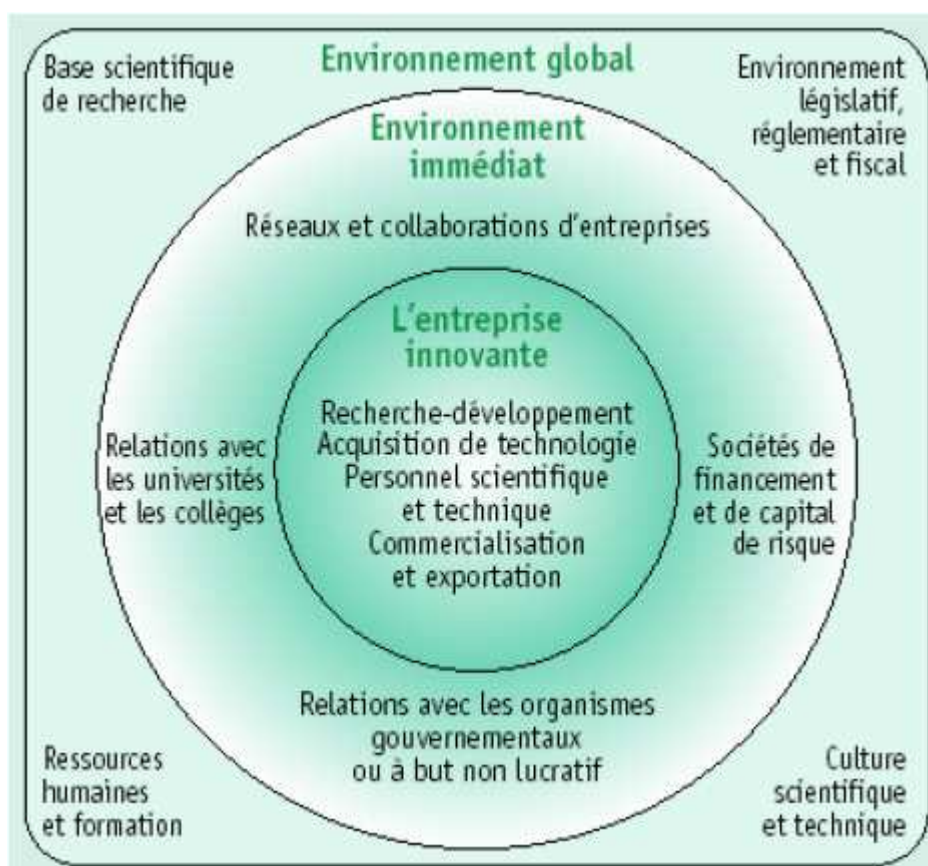 Environnement global
Base scientifique
de recherche
Environnement
législatif,
réglementaire
et fiscal
Environnement
immédiat
Réseaux et collaborations d'entreprises
L'entreprise
innovante
Recherche-développement
Acquisition de technologie
Personnel scientifique
et technique
Commercialisation
et exportation
Relations avec
les universités
et les collèges
Sociétés de
financement
et de capital
de risque
Relations avec les organismes
gouvernementaux
ou à but non lucratif
Ressources
humaines
et formation
Culture
scientifique
et technique